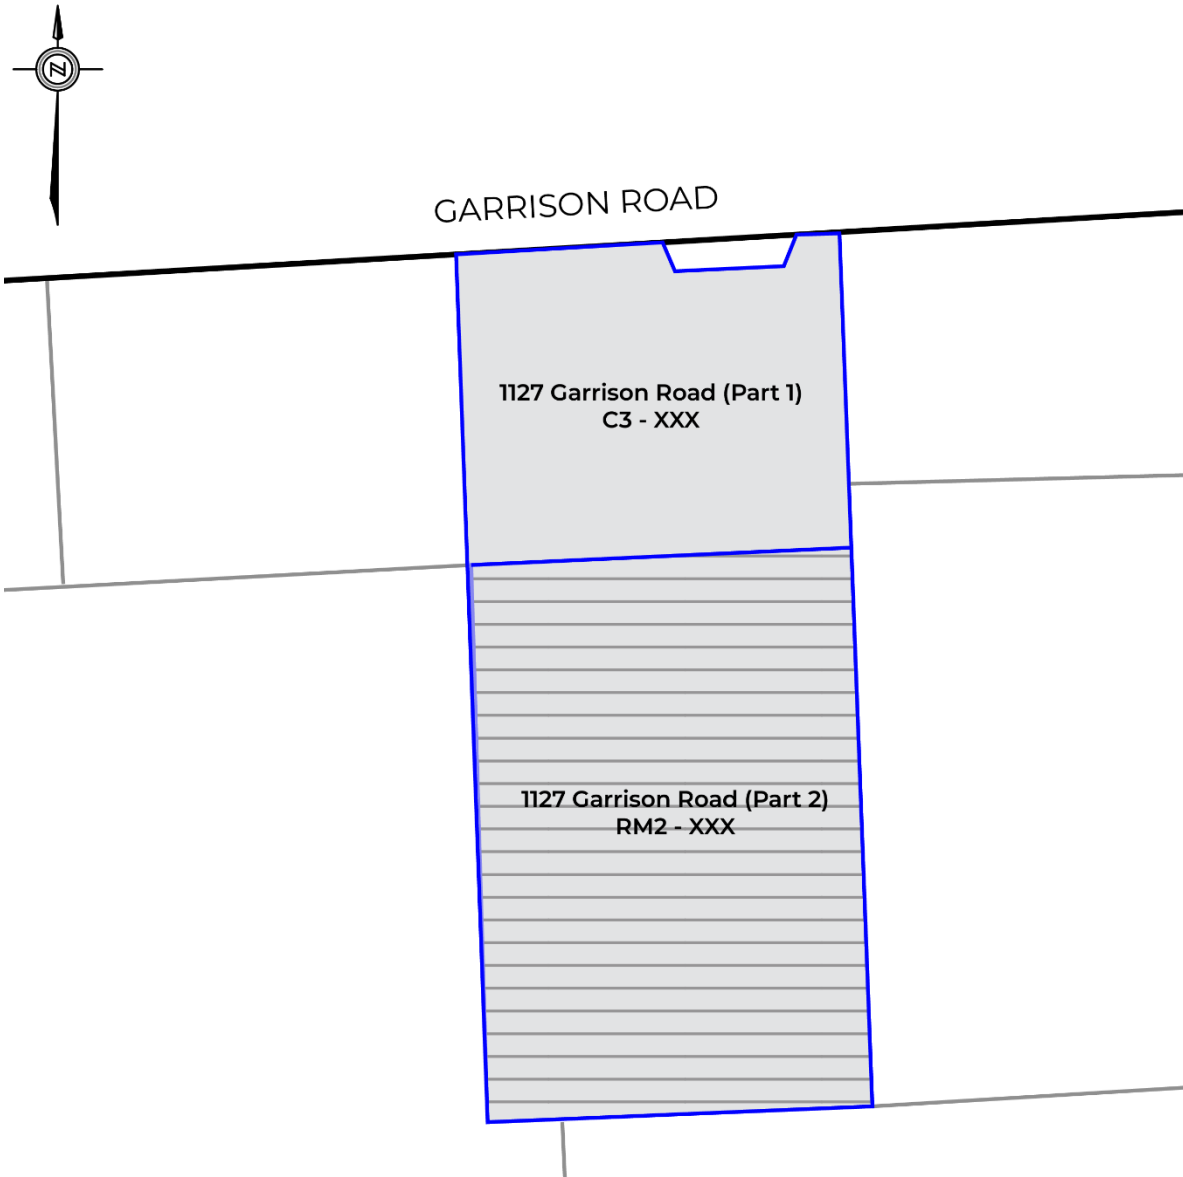 N
GARRISON ROAD
1127 Garrison Road (Part 1)
C3 - XXX
1127 Garrison Road (Part 2)
RM2 - XXX